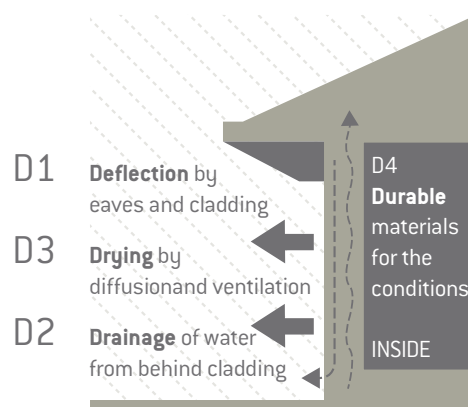 D1
Deflection by
eaves and cladding
D3
Drying by
diffusionand ventilation
D2
Drainage of water
from behind cladding
D4
Durable
materials
for the
conditions
INSIDE